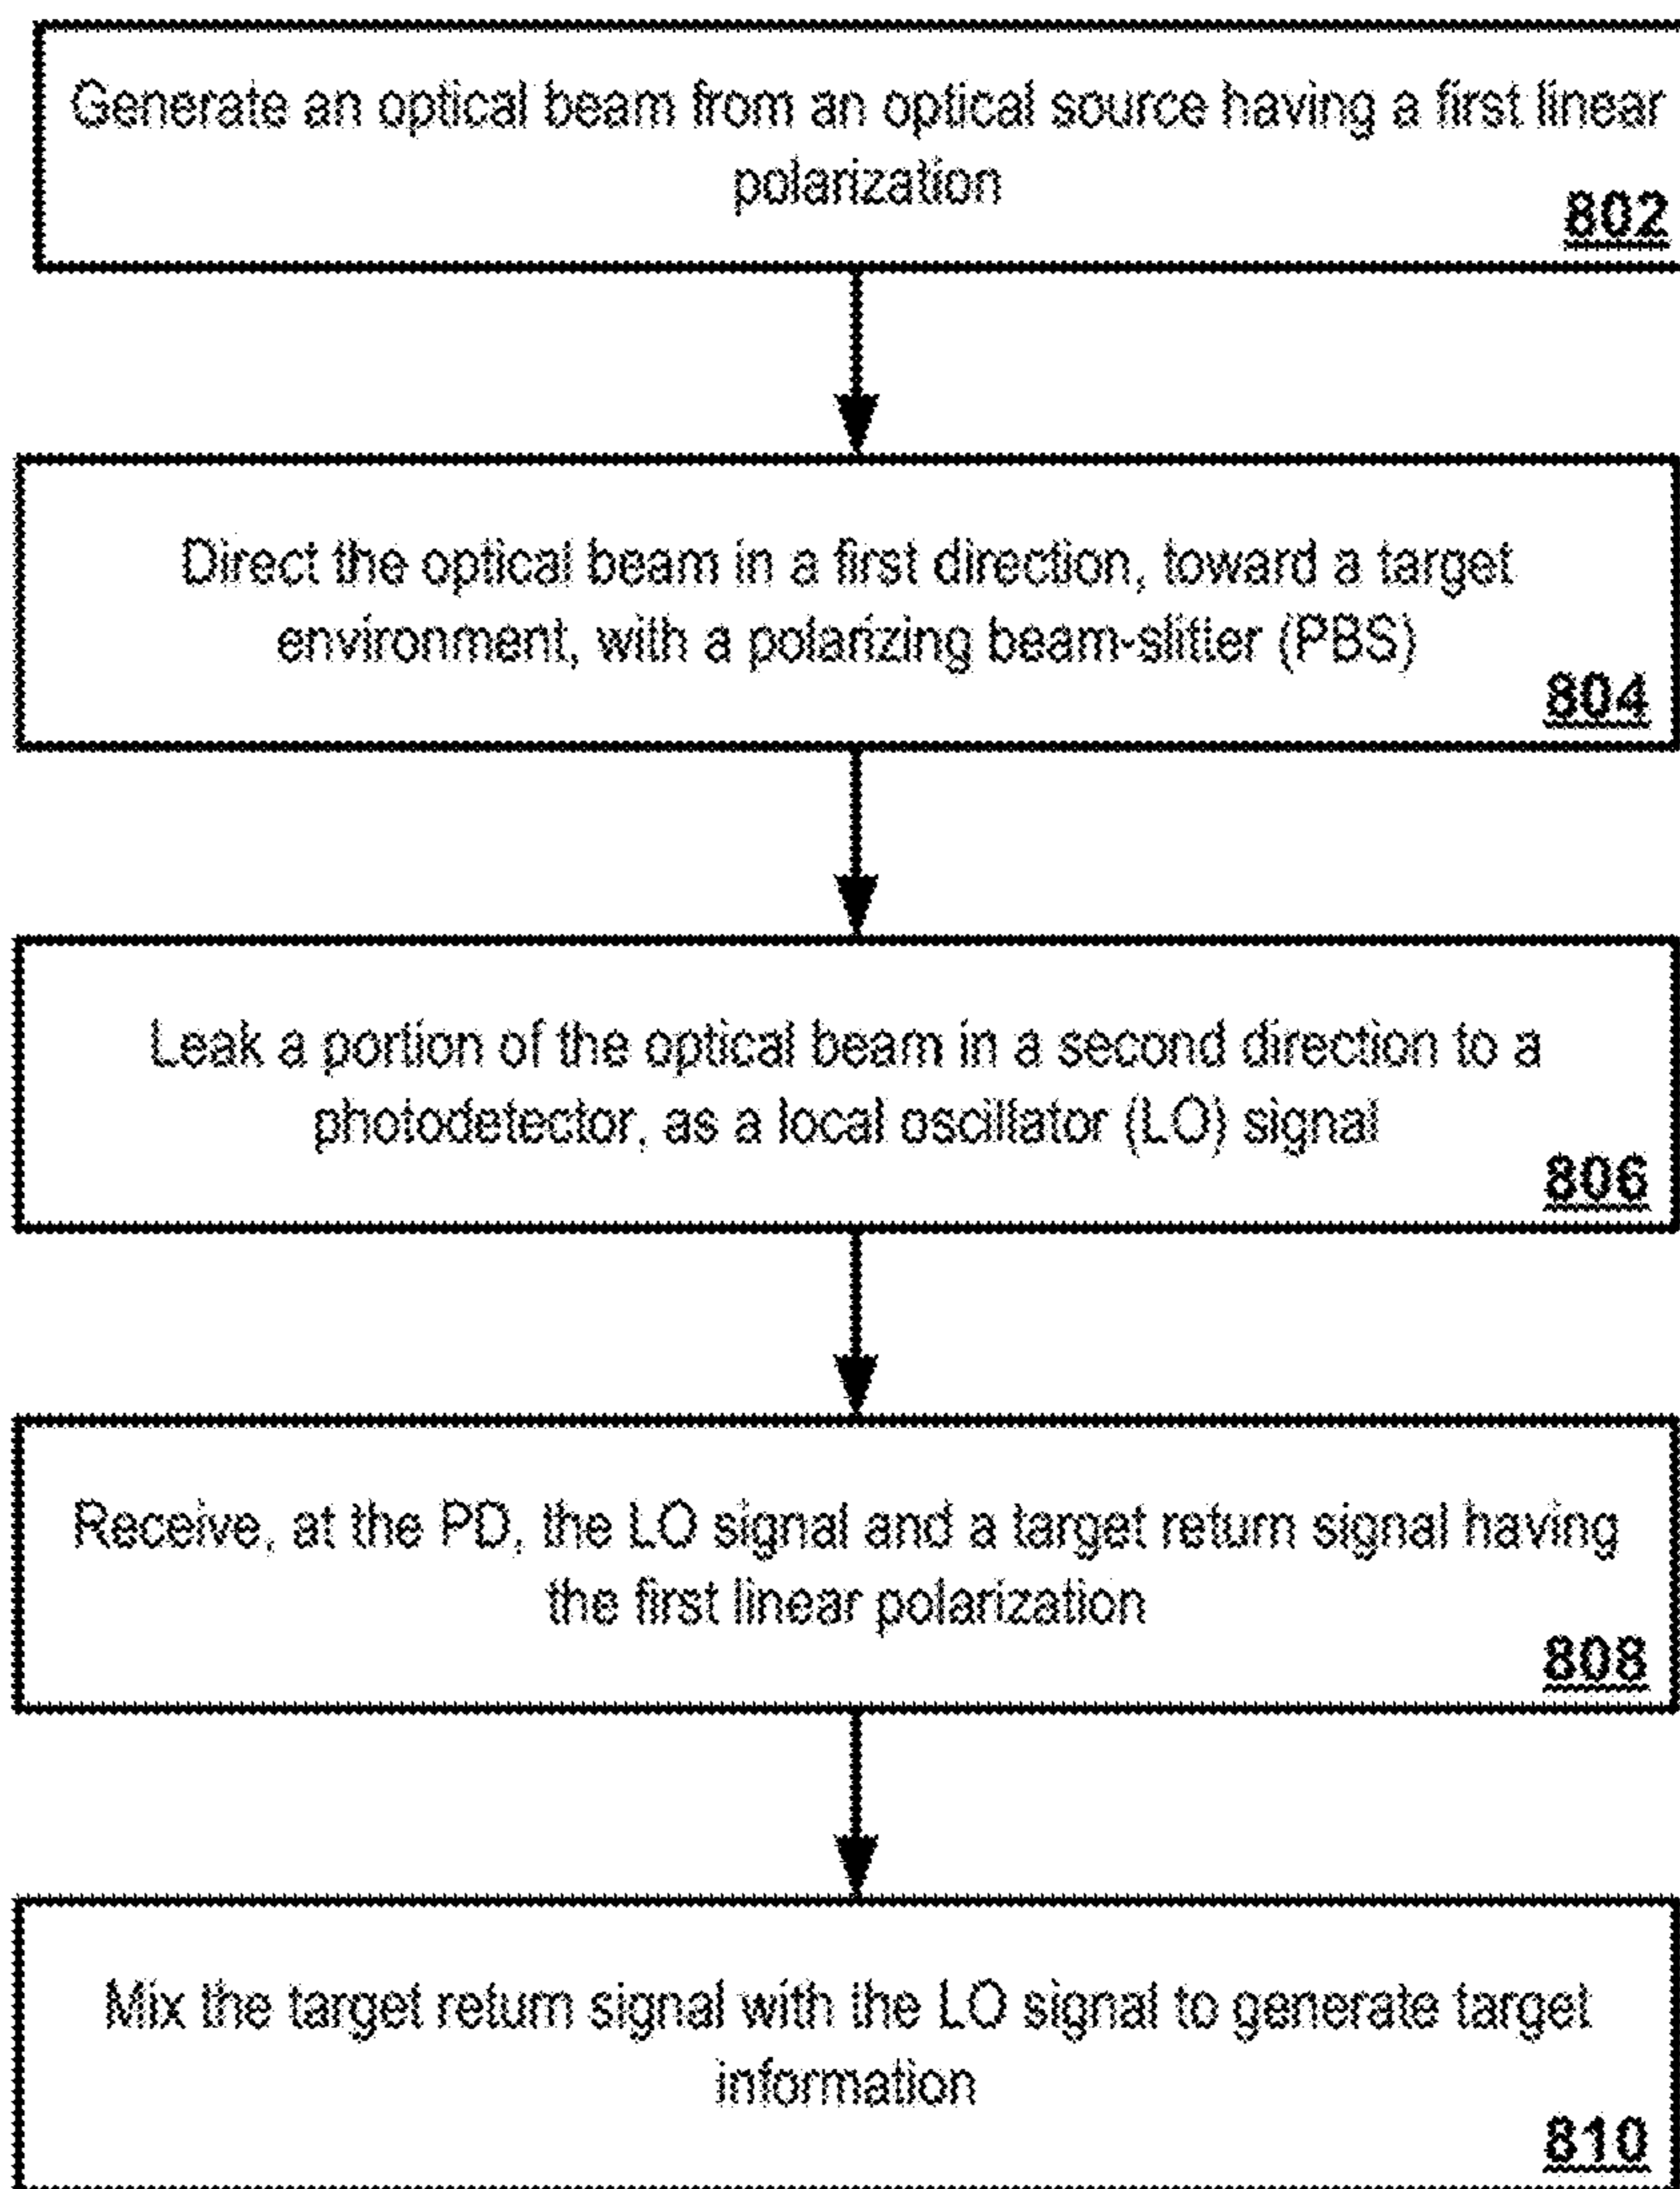 Generate an optical beam from an optical source having a first linear
polarization
802
Direct the optical beam in a first direction, toward a target
environment, with a polarizing beam-slitter (PBS)
804
Leak a portion of the optical beam in a second direction to a
photodetector, as a local oscillator (LO) signal
806
Receive, at the PD, the LO signal and a target return signal having
the first linear polarization
808
Mix the target return signal with the LO signal to generate target
information
810